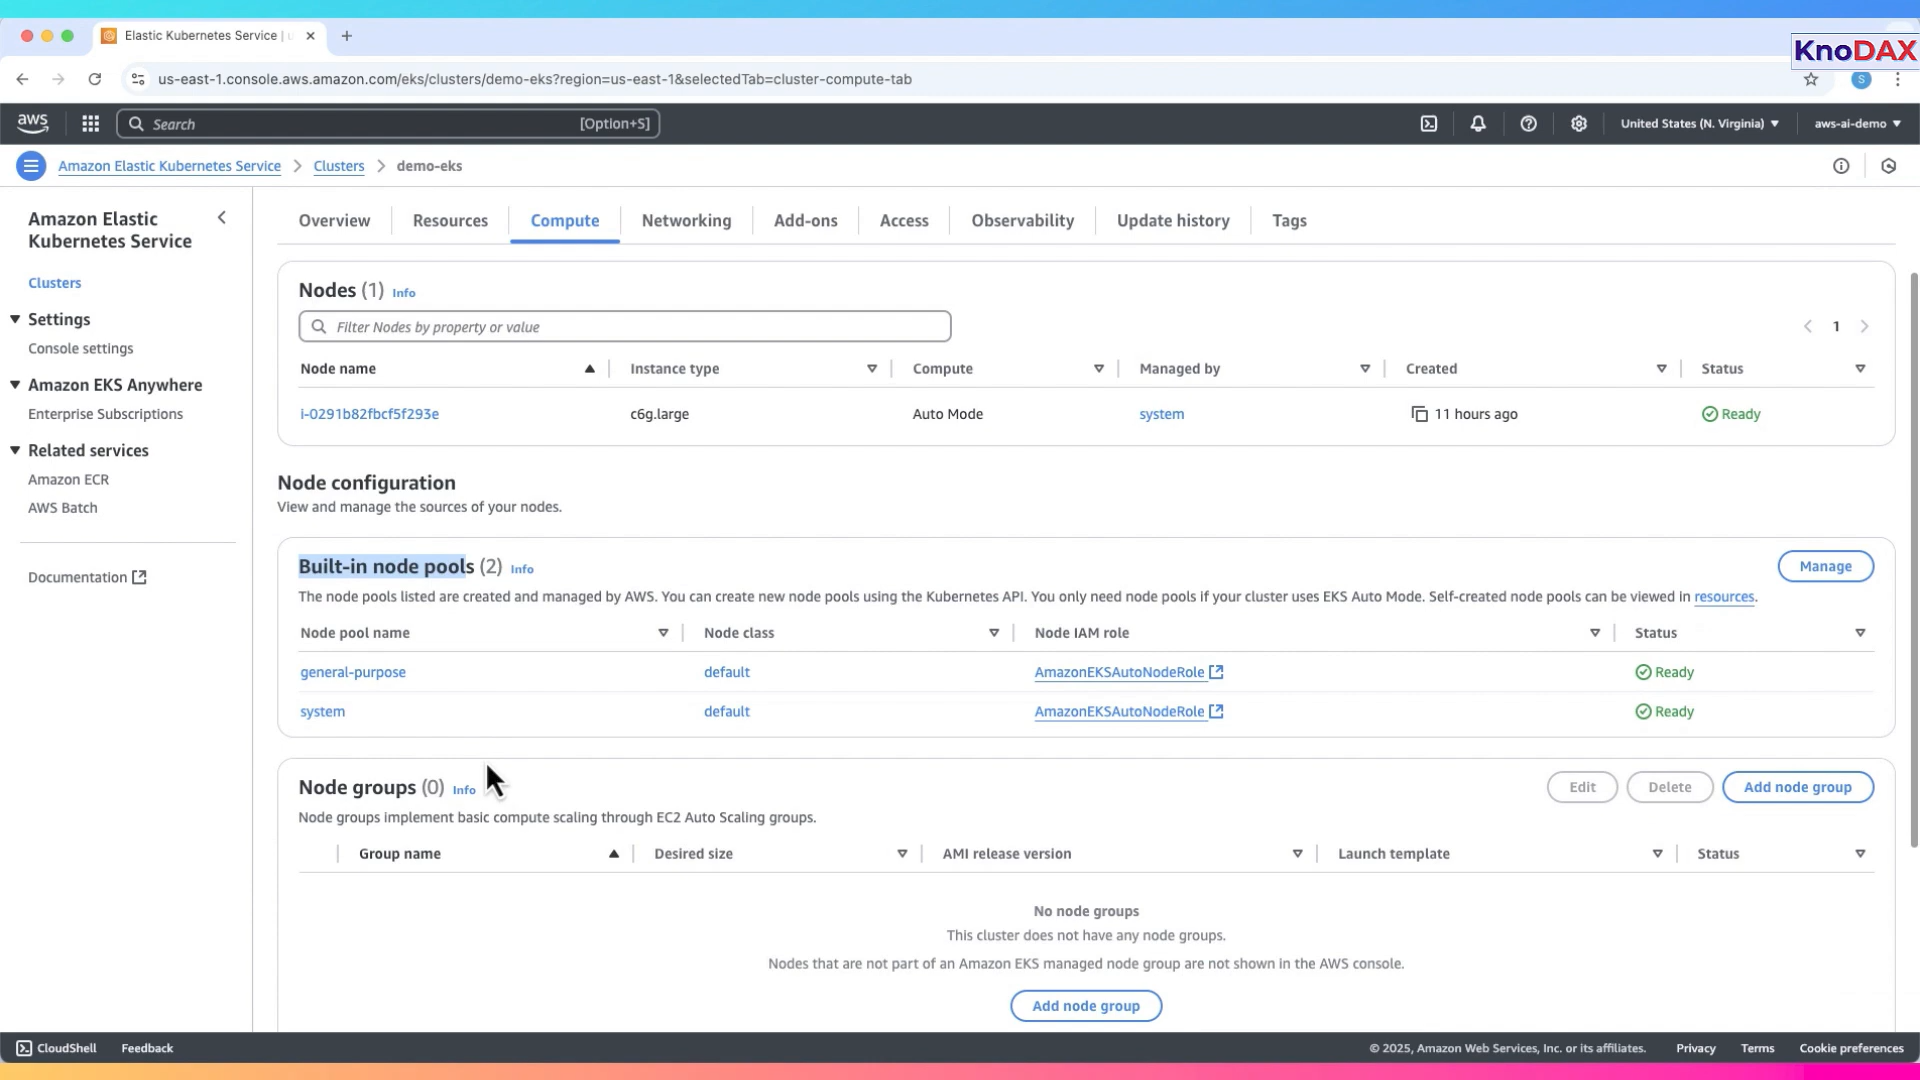 Elastic Kubernetes Service | u
KnoDAX
us-east-1.console.aws.amazon.com/eks/clusters/demo-eks?region=us-east-1&selectedTab=cluster-compute-tab
S
aws
Search
[Option+S]
United States (N. Virginia)
aws-ai-demo
Amazon Elastic Kubernetes Service
Clusters
demo-eks
Amazon Elastic
Kubernetes Service
Clusters
Settings
Console settings
Amazon EKS Anywhere
Enterprise Subscriptions
Related services
Amazon ECR
AWS Batch
Documentation
Overview
Resources
Compute
Networking
Add-ons
Access
Observability
Update history
Tags
Nodes (1) Info
Filter Nodes by property or value
1
Node name
Instance type
Compute
Managed by
Created
Status
i-0291b82fbcf5f293e
c6g.large
Auto Mode
system
11 hours ago
Ready
Node configuration
View and manage the sources of your nodes.
Built-in node pools (2) Info
Manage
The node pools listed are created and managed by AWS. You can create new node pools using the Kubernetes API. You only need node pools if your cluster uses EKS Auto Mode. Self-created node pools can be viewed in resources.
Node pool name
Node class
Node IAM role
Status
general-purpose
default
AmazonEKSAutoNodeRole
Ready
system
default
AmazonEKSAutoNodeRole
Ready
Node groups (0) Info
Edit
Delete
Add node group
Node groups implement basic compute scaling through EC2 Auto Scaling groups.
Group name
Desired size
AMI release version
Launch template
Status
No node groups
This cluster does not have any node groups.
Nodes that are not part of an Amazon EKS managed node group are not shown in the AWS console.
Add node group
CloudShell
Feedback
© 2025, Amazon Web Services, Inc. or its affiliates.
Privacy
Terms
Cookie preferences